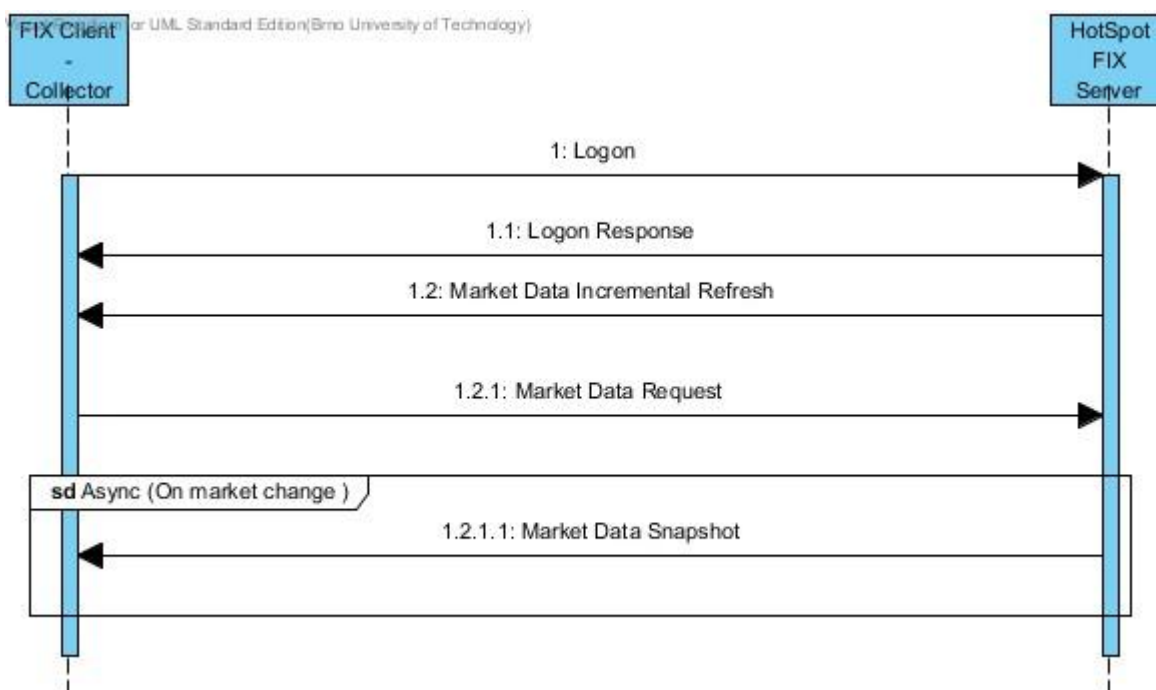 or UML Standard Edition(Brno University of Technology)
FIX Client
-
Collector
HotSpot
FIX
Server
1: Logon
1.1: Logon Response
1.2: Market Data Incremental Refresh
1.2.1: Market Data Request
sd Async (On market change )
1.2.1.1: Market Data Snapshot